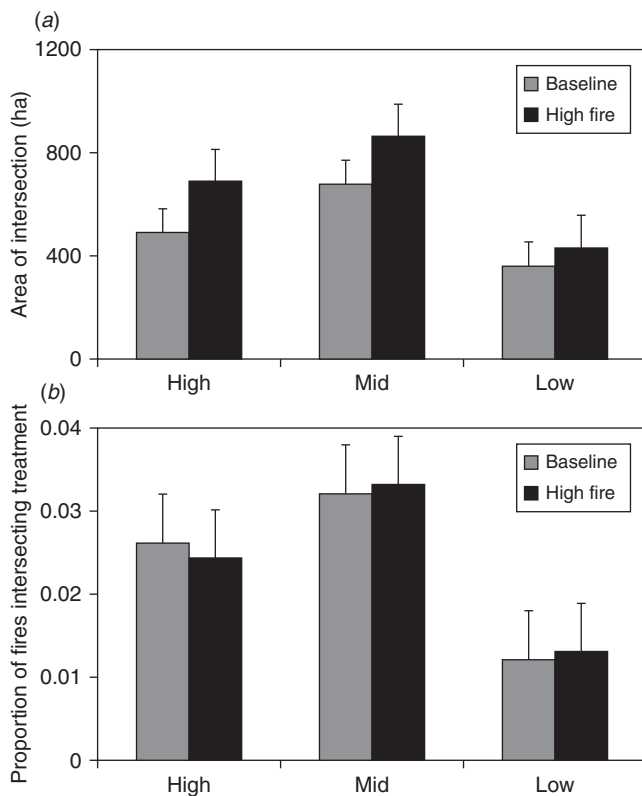 (a)
1200
800
400
0
Area of intersection (ha)
Baseline
High fire
High Mid Low
(b)
0.04
0.03
0.02
0.01
0
Proportion of fires intersecting treatment
Baseline
High fire
High Mid Low